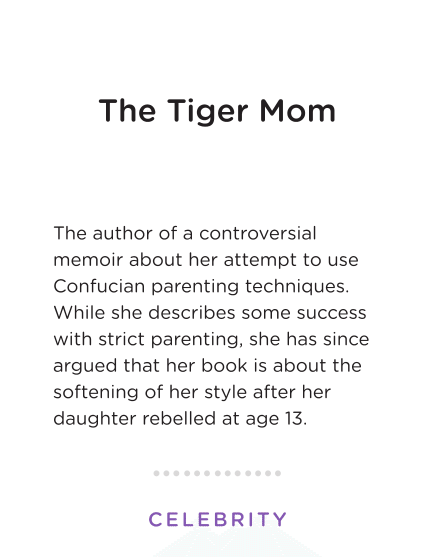 The Tiger Mom
The author of a controversial
memoir about her attempt to use
Confucian parenting techniques.
While she describes some success
with strict parenting, she has since
argued that her book is about the
softening of her style after her
daughter rebelled at age 13.
CELEBRITY